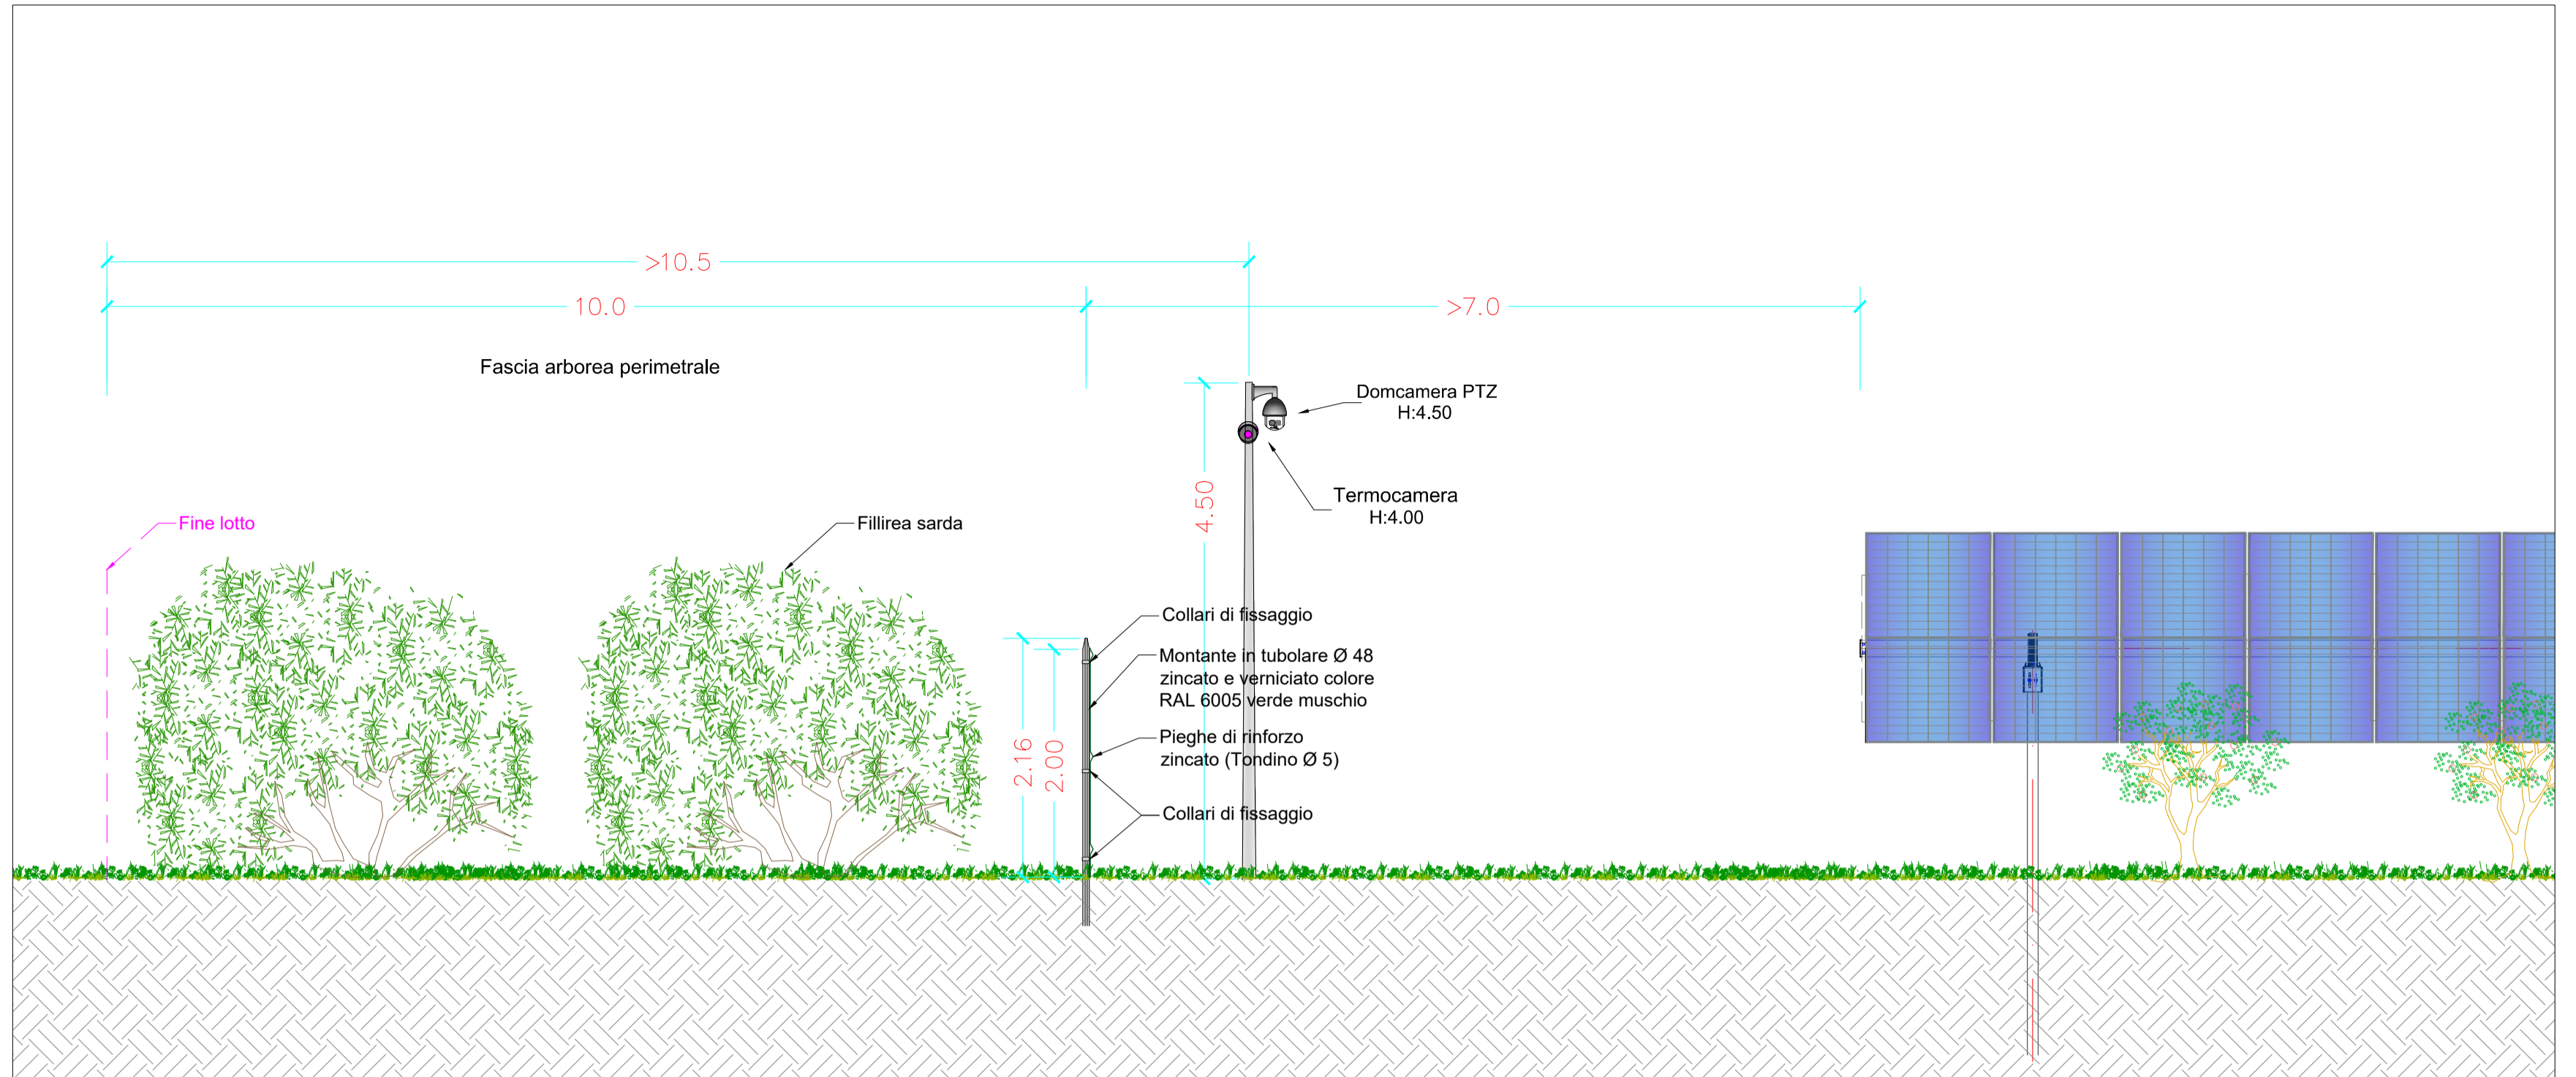 >10.5
10.0
>7.0
Fascia arborea perimetrale
Domcamera PTZ
H:4.50
4.50
Termocamera
H:4.00
Fine lotto
Fillirea sarda
Collari di fissaggio
Montante in tubolare Ø 48
zincato e verniciato colore
RAL 6005 verde muschio
2.16
2.00
Pieghe di rinforzo
zincato (Tondino Ø 5)
Collari di fissaggio